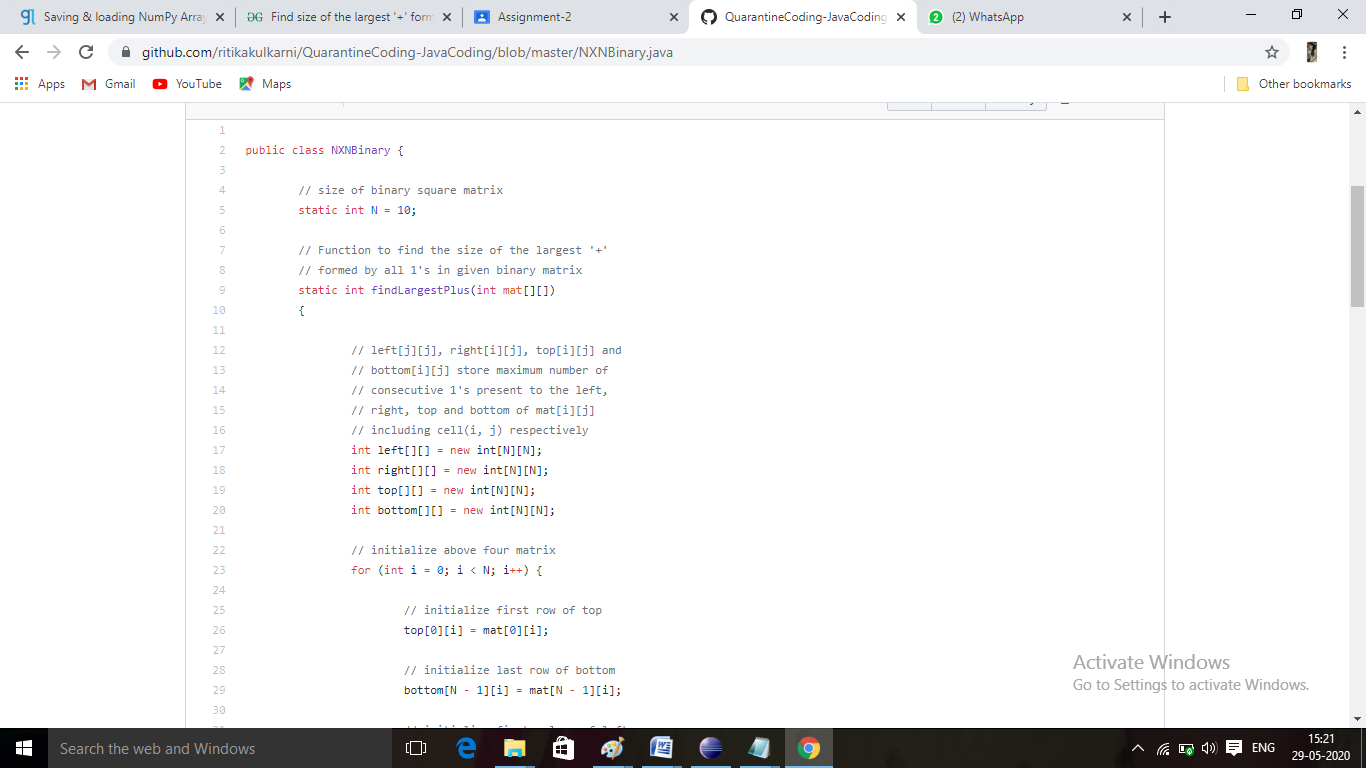 Saving & loading NumPy Array
Find size of the largest '+' form
Assignment-2
QuarantineCoding-JavaCoding
(2) WhatsApp
github.com/ritikakulkarni/QuarantineCoding-JavaCoding/blob/master/NXNBinary.java
Apps Gmail YouTube Maps Other bookmarks
1
2 public class NXNBinary {
3
4 // size of binary square matrix
5 static int N = 10;
6
7 // Function to find the size of the largest '+'
8 // formed by all 1's in given binary matrix
9 static int findLargestPlus(int mat[][])
10 {
11
12 // left[j][j], right[i][j], top[i][j] and
13 // bottom[i][j] store maximum number of
14 // consecutive 1's present to the left,
15 // right, top and bottom of mat[i][j]
16 // including cell(i, j) respectively
17 int left[][] = new int[N][N];
18 int right[][] = new int[N][N];
19 int top[][] = new int[N][N];
20 int bottom[][] = new int[N][N];
21
22 // initialize above four matrix
23 for (int i = 0; i < N; i++) {
24
25 // initialize first row of top
26 top[0][i] = mat[0][i];
27
28 // initialize last row of bottom
29 bottom[N - 1][i] = mat[N - 1][i];
30
Activate Windows
Go to Settings to activate Windows.
Search the web and Windows
ENG
15:21
29-05-2020